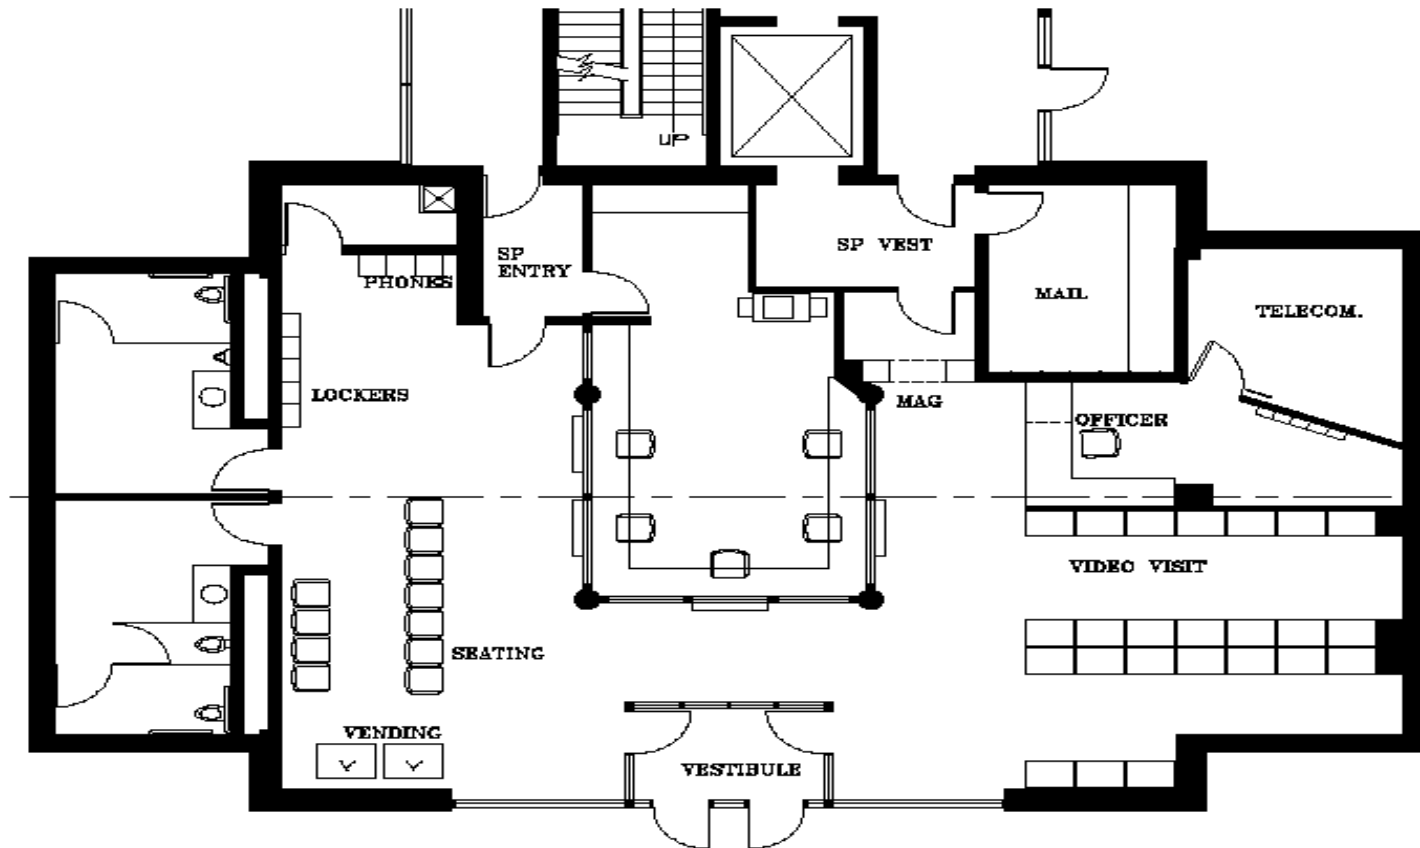 UP
SP VEST
SP
ENTRY
PHONES
MAIL
TELECOM.
LOCKERS
MAG
OFFICER
VIDEO VISIT
SEATING
VENDING
VESTIBULE